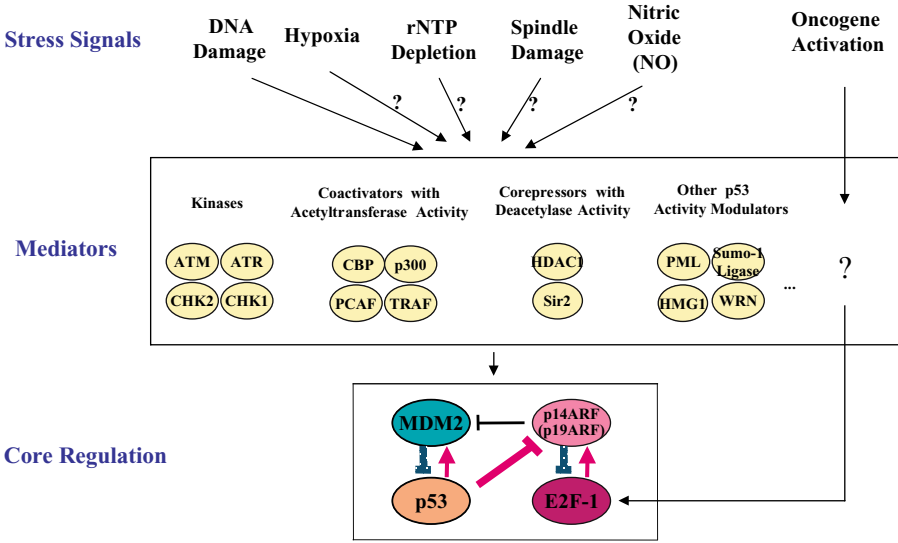 Stress Signals
DNA
Damage
Hypoxia
rNTP
Depletion
Spindle
Damage
Nitric
Oxide
(NO)
Oncogene
Activation
?
?
?
?
Mediators
Kinases
Coactivators with
Acetyltransferase Activity
Corepressors with
Deacetylase Activity
Other p53
Activity Modulators
ATM
ATR
CHK2
CHK1
CBP
p300
PCAF
TRAF
HDAC1
Sir2
PML
Sumo-1
Ligase
HMG1
WRN
...
?
Core Regulation
MDM2
p14ARF
(p19ARF)
p53
E2F-1